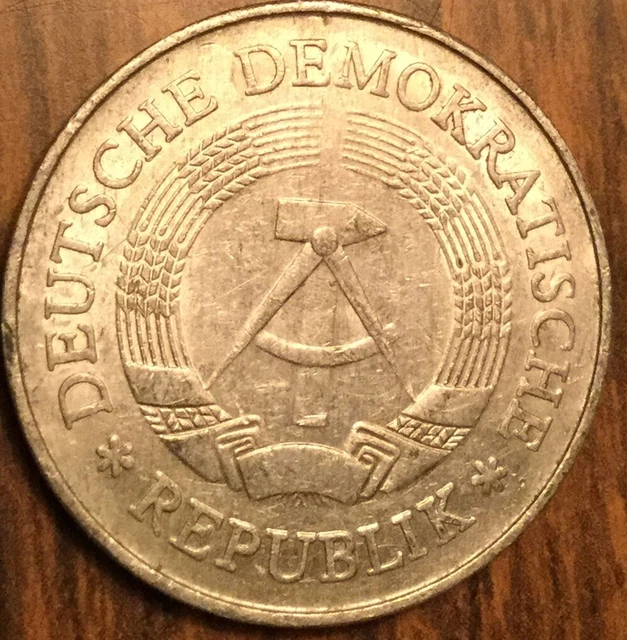 DEUTSCHE DEMOKRATISCHE
* REPUBLIK *